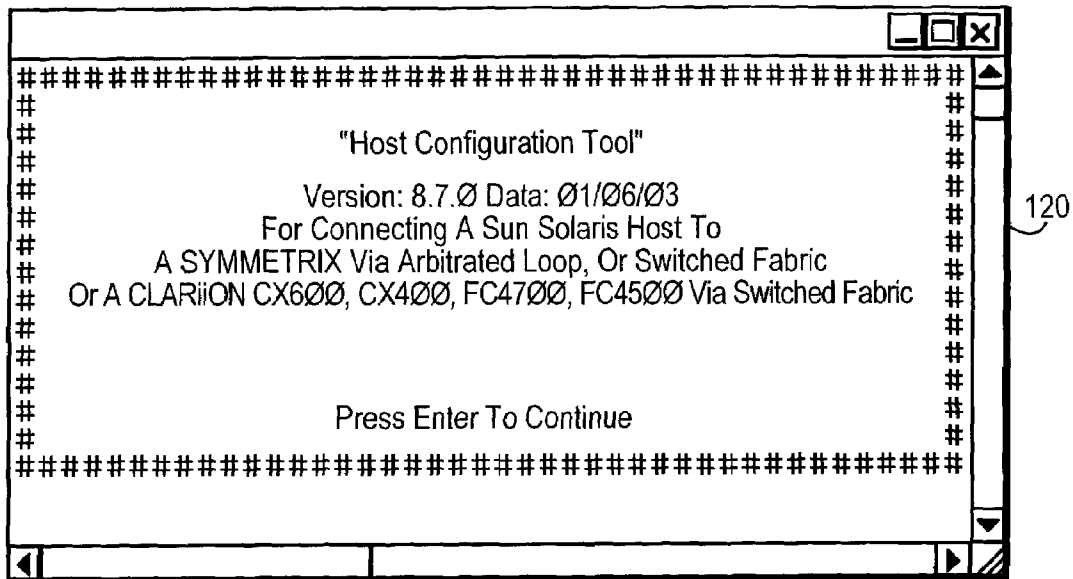 ##########################################
"Host Configuration Tool"
Version: 8.7.Ø Data: Ø1/Ø6/Ø3
For Connecting A Sun Solaris Host To
A SYMMETRIX Via Arbitrated Loop, Or Switched Fabric
Or A CLARiiON CX6ØØ, CX4ØØ, FC47ØØ, FC45ØØ Via Switched Fabric
Press Enter To Continue
##########################################
120